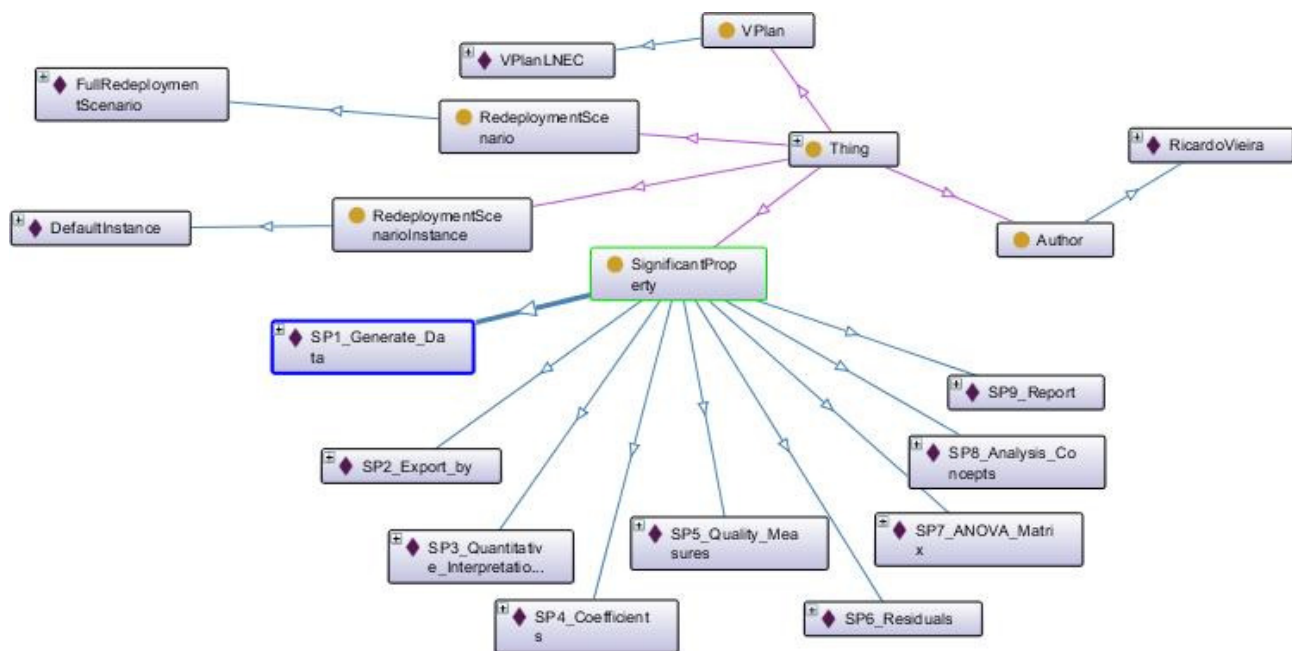 VPlan
VPlanLNEC
FullRedeploymen
tScenario
RedeploymentSce
nario
Thing
RicardoVieira
DefaultInstance
RedeploymentSce
narioInstance
Author
SignificantProp
erty
SP1_Generate_Da
ta
SP9_Report
SP2_Export_by
SP8_Analysis_Co
ncepts
SP3_Quantitativ
e_Interpretatio...
SP5_Quality_Mea
sures
SP7_ANOVA_Matri
x
SP4_Coefficient
s
SP6_Residuals